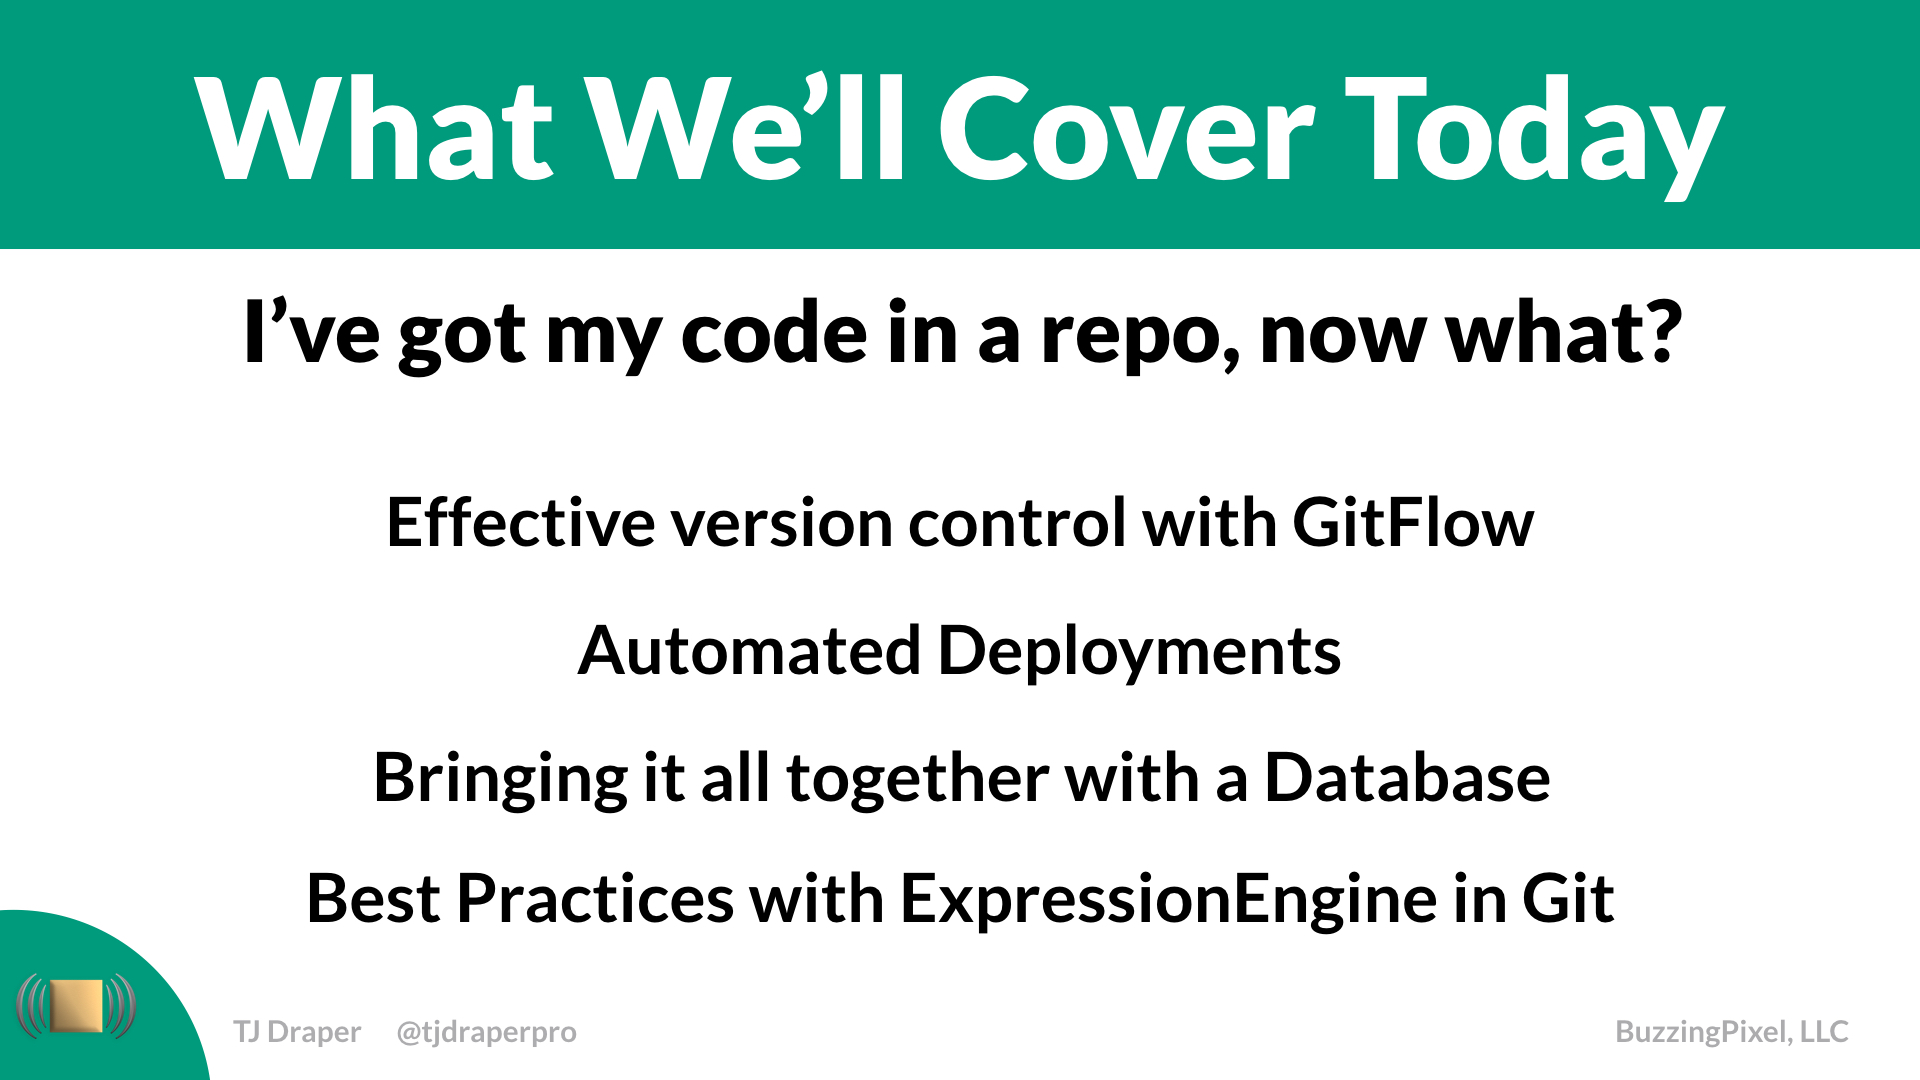 What We’ll Cover Today
I’ve got my code in a repo, now what?
Effective version control with GitFlow
Automated Deployments
Bringing it all together with a Database
Best Practices with ExpressionEngine in Git
TJ Draper @tjdraperpro
BuzzingPixel, LLC